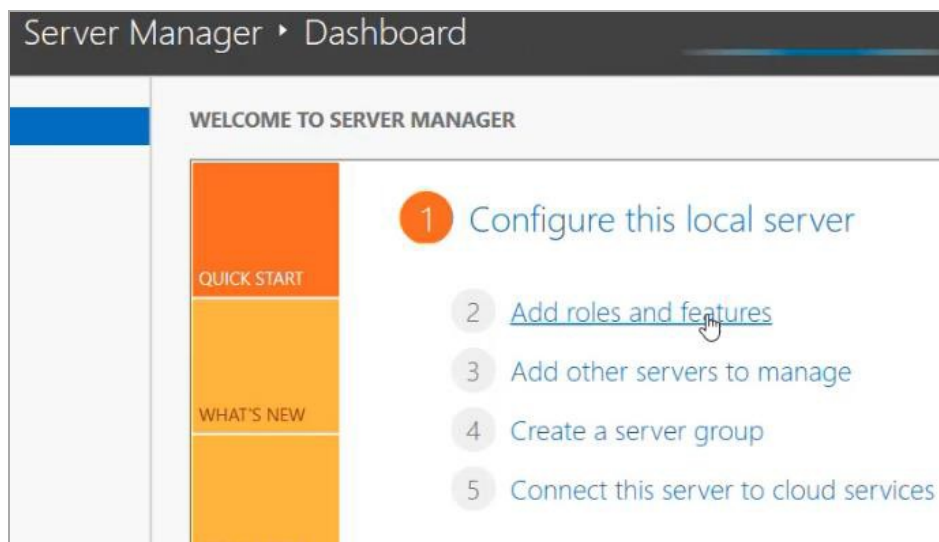 Server Manager ‣ Dashboard
WELCOME TO SERVER MANAGER
QUICK START
WHAT'S NEW
1 Configure this local server
2 Add roles and features
3 Add other servers to manage
4 Create a server group
5 Connect this server to cloud services